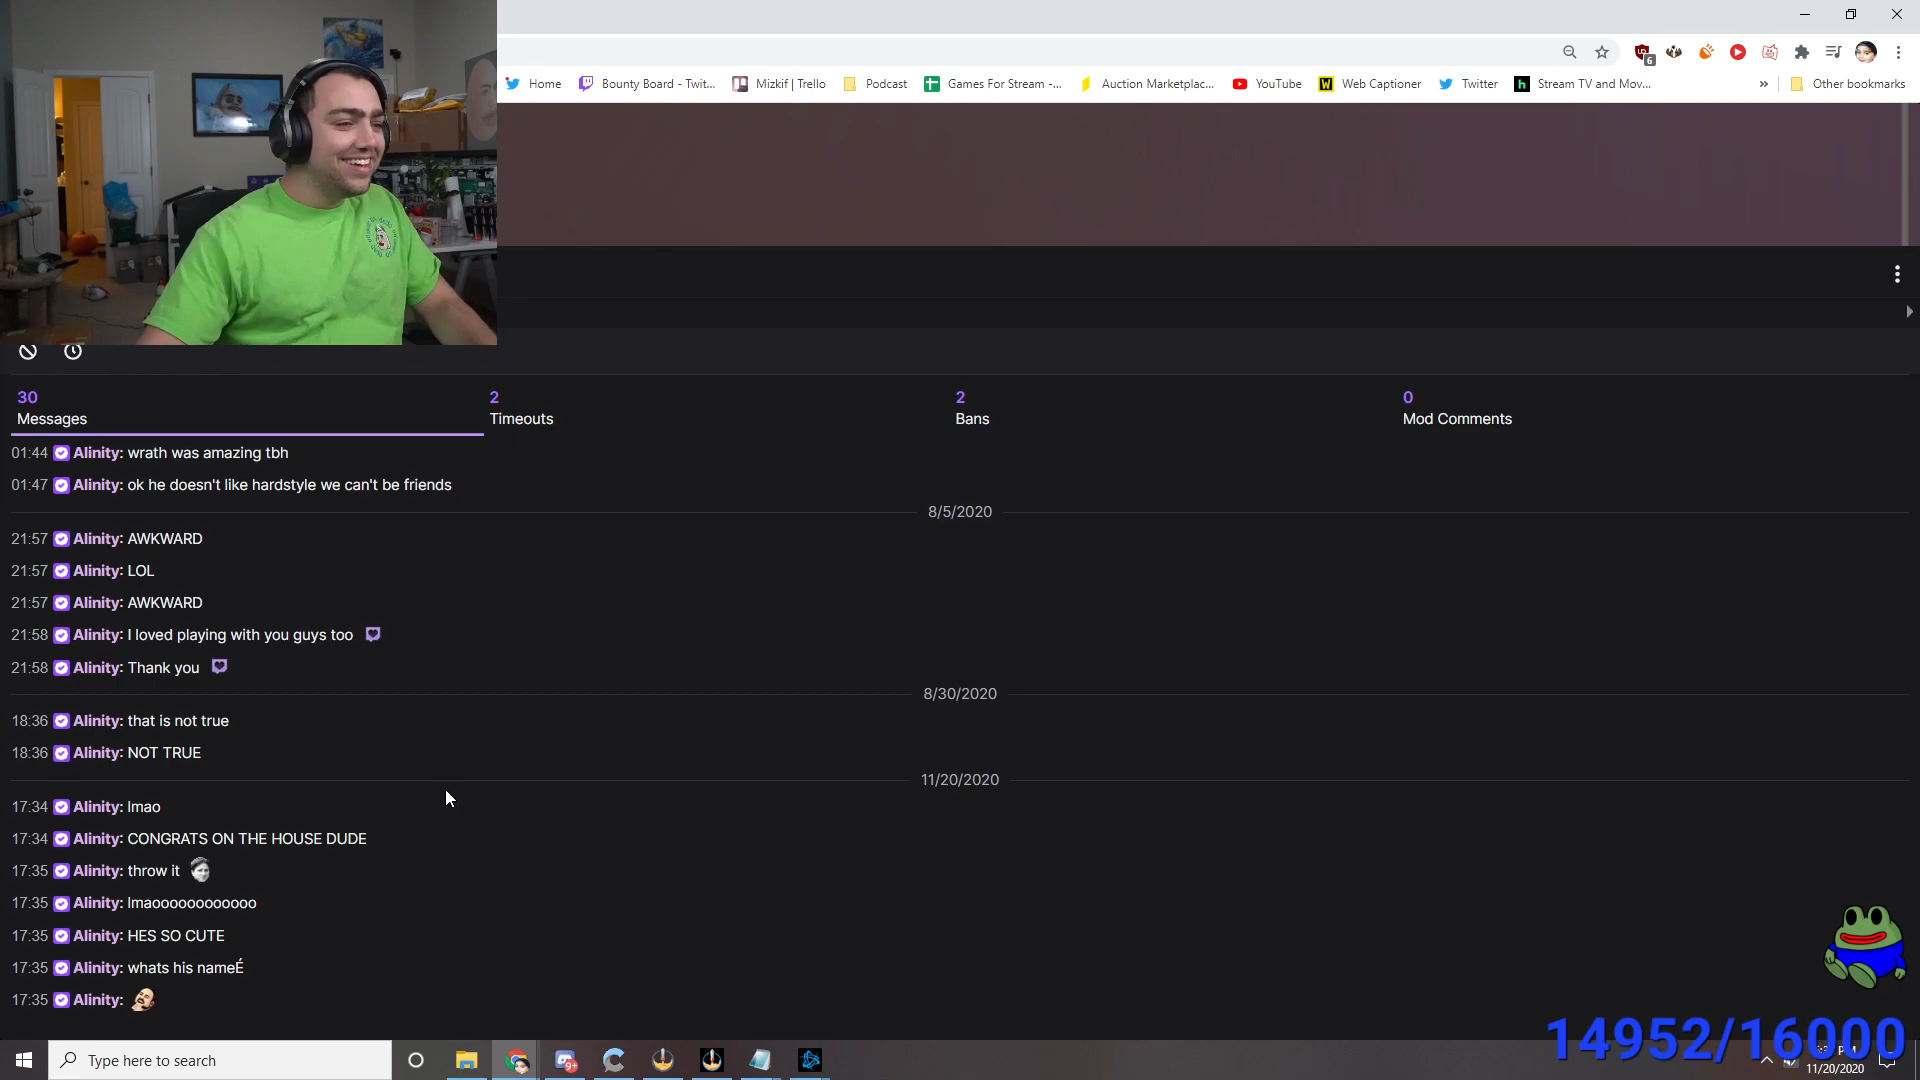 Home
Bounty Board - Twit...
Mizkif | Trello
Podcast
Games For Stream -...
Auction Marketplac...
YouTube
Web Captioner
Twitter
Stream TV and Mov...
»
Other bookmarks
6
30
Messages
2
Timeouts
2
Bans
0
Mod Comments
01:44 Alinity: wrath was amazing tbh
01:47 Alinity: ok he doesn't like hardstyle we can't be friends
8/5/2020
21:57 Alinity: AWKWARD
21:57 Alinity: LOL
21:57 Alinity: AWKWARD
21:58 Alinity: I loved playing with you guys too
21:58 Alinity: Thank you
8/30/2020
18:36 Alinity: that is not true
18:36 Alinity: NOT TRUE
11/20/2020
17:34 Alinity: lmao
17:34 Alinity: CONGRATS ON THE HOUSE DUDE
17:35 Alinity: throw it
17:35 Alinity: lmaoooooooooooo
17:35 Alinity: HES SO CUTE
17:35 Alinity: whats his nameÉ
17:35 Alinity:
14952/16000
Type here to search
9+
11/20/2020